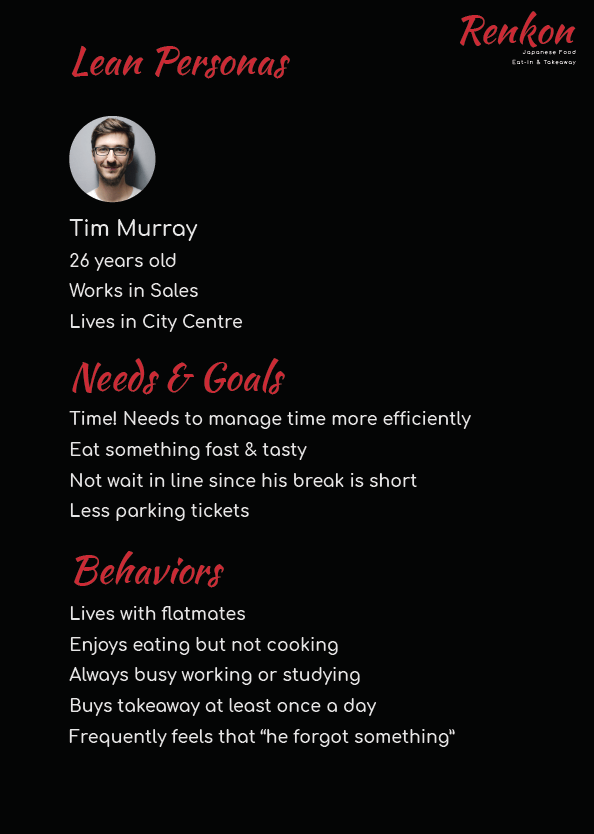 Renkon
Japanese Food
Eat-In & Takeaway
Lean Personas
Tim Murray
26 years old
Works in Sales
Lives in City Centre
Needs & Goals
Time! Needs to manage time more efficiently
Eat something fast & tasty
Not wait in line since his break is short
Less parking tickets
Behaviors
Lives with flatmates
Enjoys eating but not cooking
Always busy working or studying
Buys takeaway at least once a day
Frequently feels that “he forgot something”